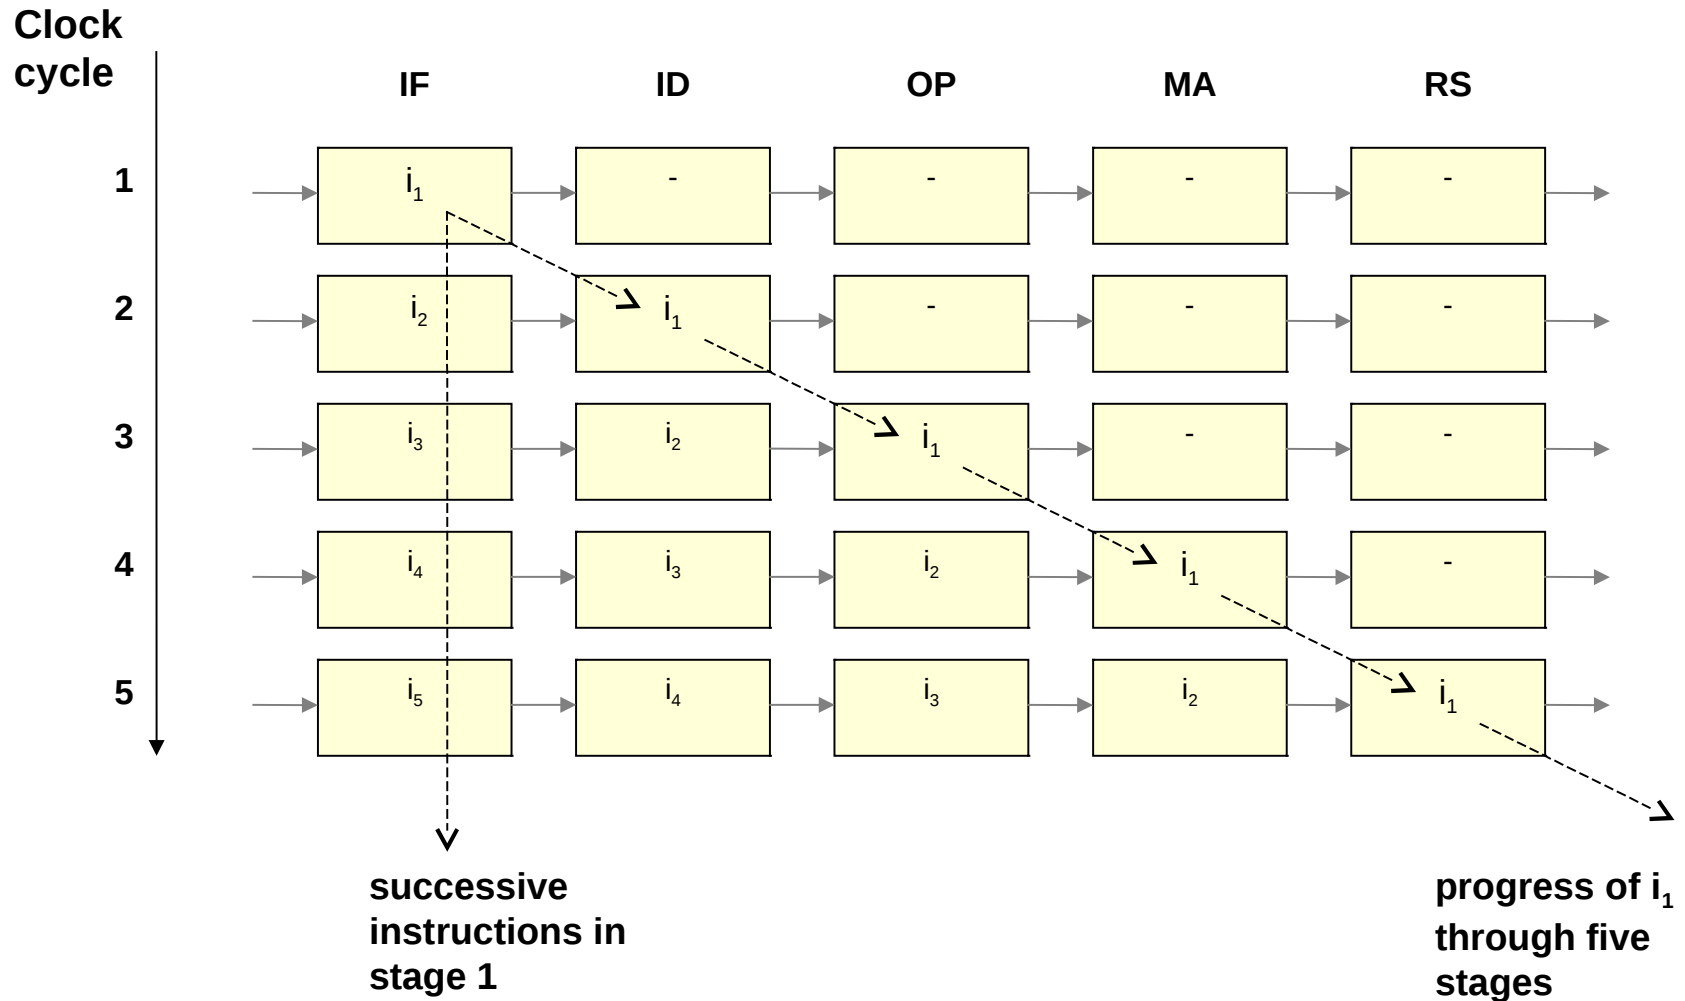 Clock
cycle
IF ID OP MA RS
1 i₁ - - - -
2 i₂ i₁ - - -
3 i₃ i₂ i₁ - -
4 i₄ i₃ i₂ i₁ -
5 i₅ i₄ i₃ i₂ i₁
successive
instructions in
stage 1
progress of i₁
through five
stages